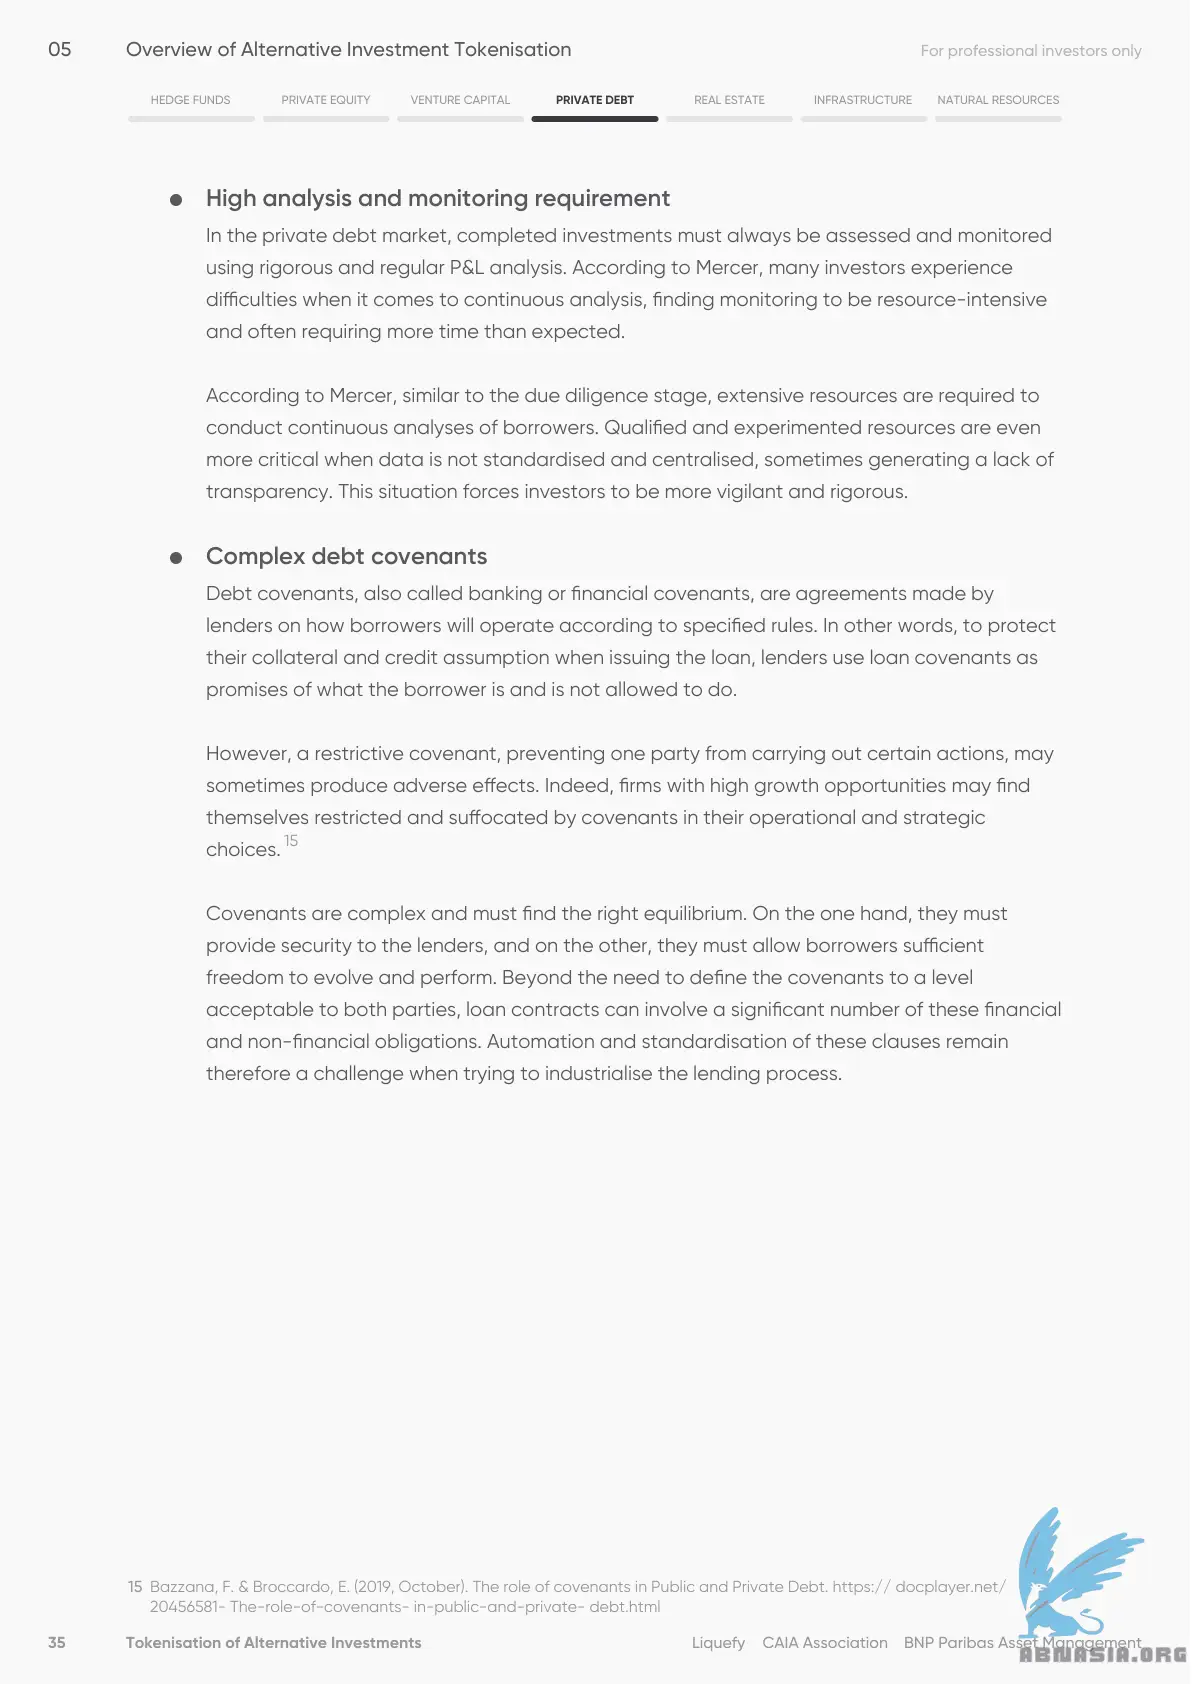 05 Overview of Alternative Investment Tokenisation For professional investors only
HEDGE FUNDS PRIVATE EQUITY VENTURE CAPITAL PRIVATE DEBT REAL ESTATE INFRASTRUCTURE NATURAL RESOURCES
● High analysis and monitoring requirement
In the private debt market, completed investments must always be assessed and monitored
using rigorous and regular P&L analysis. According to Mercer, many investors experience
difficulties when it comes to continuous analysis, finding monitoring to be resource-intensive
and often requiring more time than expected.
According to Mercer, similar to the due diligence stage, extensive resources are required to
conduct continuous analyses of borrowers. Qualified and experimented resources are even
more critical when data is not standardised and centralised, sometimes generating a lack of
transparency. This situation forces investors to be more vigilant and rigorous.
● Complex debt covenants
Debt covenants, also called banking or financial covenants, are agreements made by
lenders on how borrowers will operate according to specified rules. In other words, to protect
their collateral and credit assumption when issuing the loan, lenders use loan covenants as
promises of what the borrower is and is not allowed to do.
However, a restrictive covenant, preventing one party from carrying out certain actions, may
sometimes produce adverse effects. Indeed, firms with high growth opportunities may find
themselves restricted and suffocated by covenants in their operational and strategic
choices. 15
Covenants are complex and must find the right equilibrium. On the one hand, they must
provide security to the lenders, and on the other, they must allow borrowers sufficient
freedom to evolve and perform. Beyond the need to define the covenants to a level
acceptable to both parties, loan contracts can involve a significant number of these financial
and non-financial obligations. Automation and standardisation of these clauses remain
therefore a challenge when trying to industrialise the lending process.
15 Bazzana, F. & Broccardo, E. (2019, October). The role of covenants in Public and Private Debt. https:// docplayer.net/
20456581- The-role-of-covenants- in-public-and-private- debt.html
35 Tokenisation of Alternative Investments Liquefy CAIA Association BNP Paribas Asset Management
ABNASIA.ORG